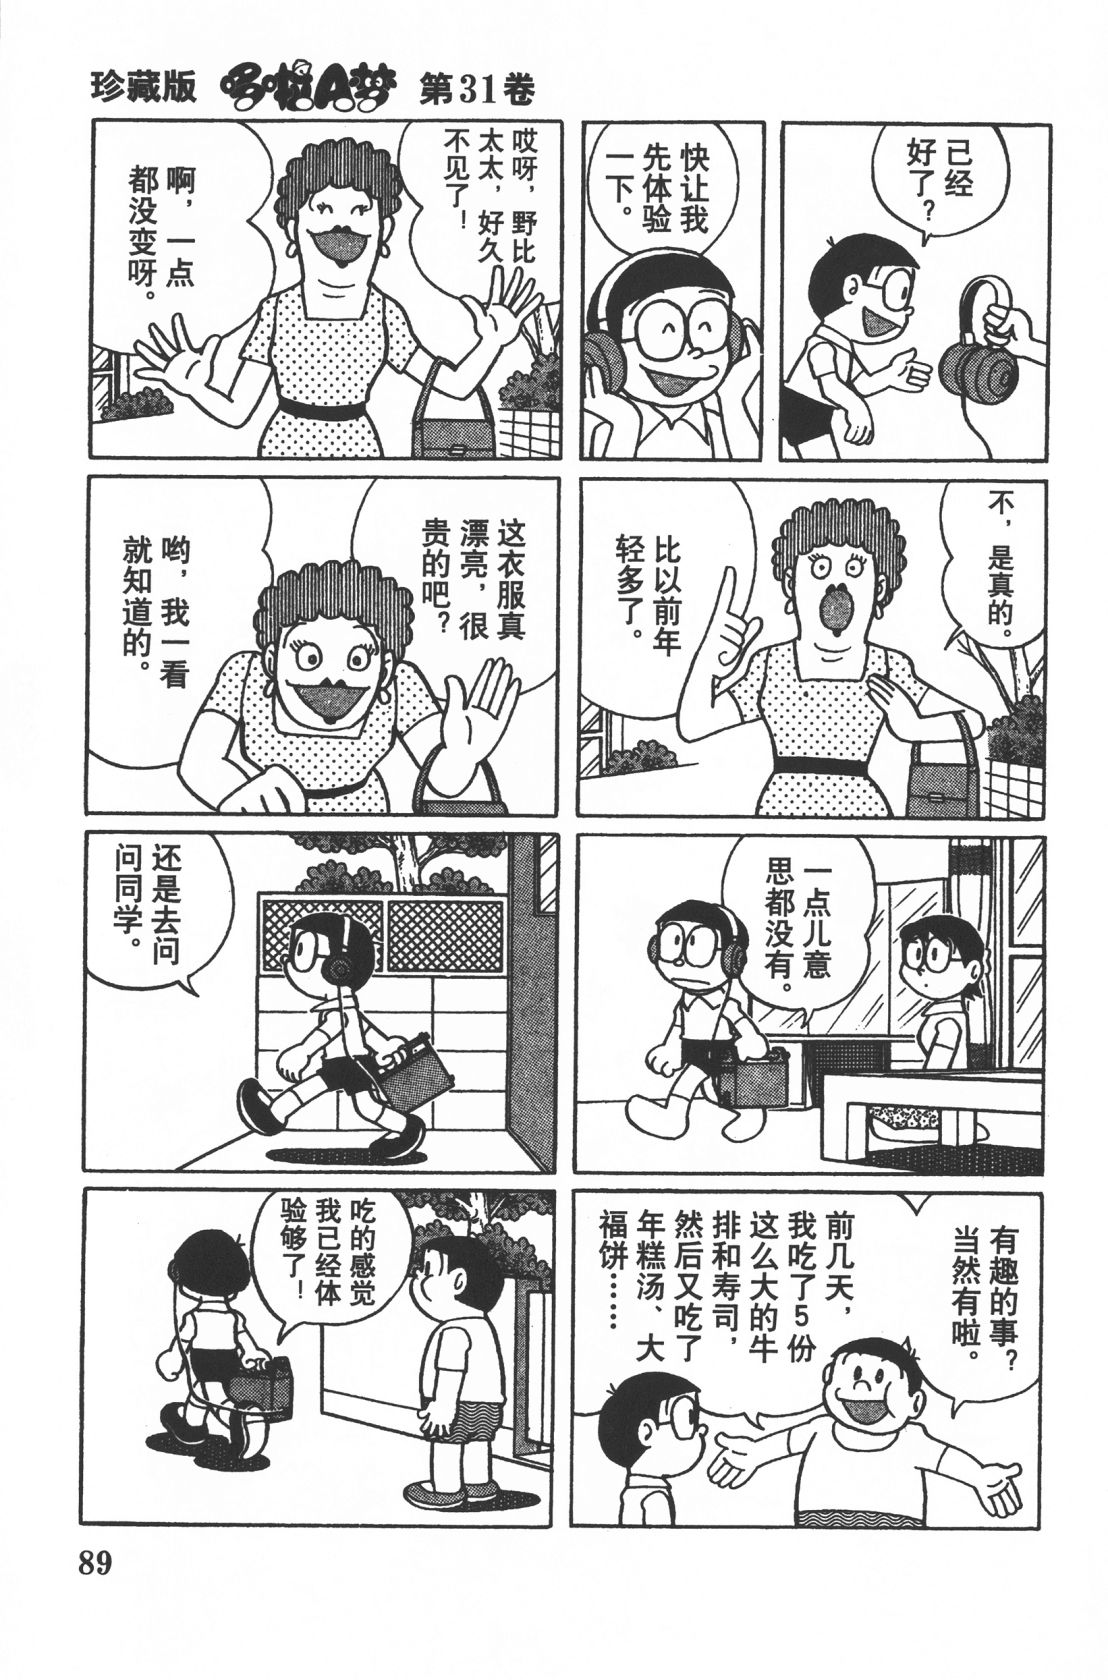 珍藏版 哆啦A梦 第31卷
已经
好了？
快让我
先体验
一下。
哎呀，野比
太太，好久
不见了！
啊，一点
都没变呀。
不，是真的。
比以前年
轻多了。
这衣服真
漂亮，很
贵的吧？
哟，我一看
就知道的。
一点儿意
思都没有。
还是去问
问同学。
有趣的事？
当然有啦。
前几天，
我吃了5份
这么大的牛
排和寿司，
然后又吃了
年糕汤、大
福饼……
吃的感觉
我已经体
验够了！
89